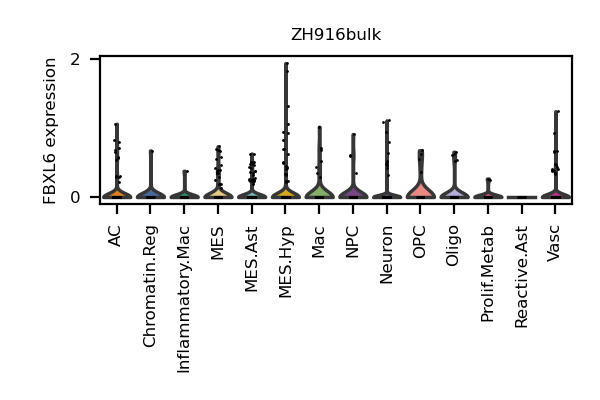 ZH916bulk
FBXL6 expression
2
0
AC
Chromatin.Reg
Inflammatory.Mac
MES
MES.Ast
MES.Hyp
Mac
NPC
Neuron
OPC
Oligo
Prolif.Metab
Reactive.Ast
Vasc